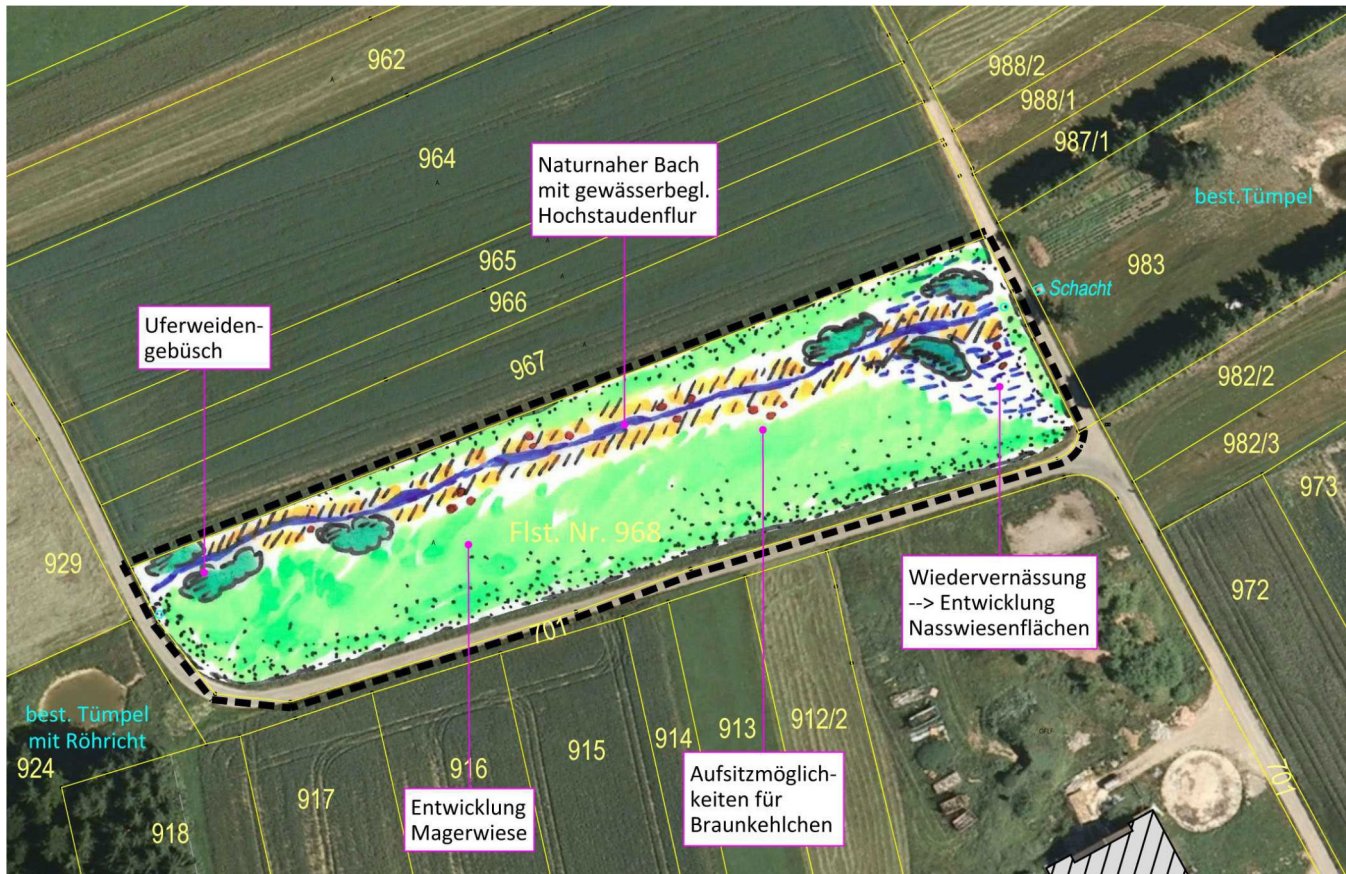 962
988/2
988/1
987/1
964
Naturnaher Bach
mit gewässerbegl.
Hochstaudenflur
best.Tümpel
965
983
966
Schacht
Uferweiden-
gebüsch
967
982/2
982/3
973
Flst. Nr. 968
929
Wiedervernässung
--> Entwicklung
Nasswiesenflächen
972
701
best. Tümpel
mit Röhricht
924
912/2
913
914
915
916
917
918
Aufsitzmöglich-
keiten für
Braunkehlchen
Entwicklung
Magerwiese
701